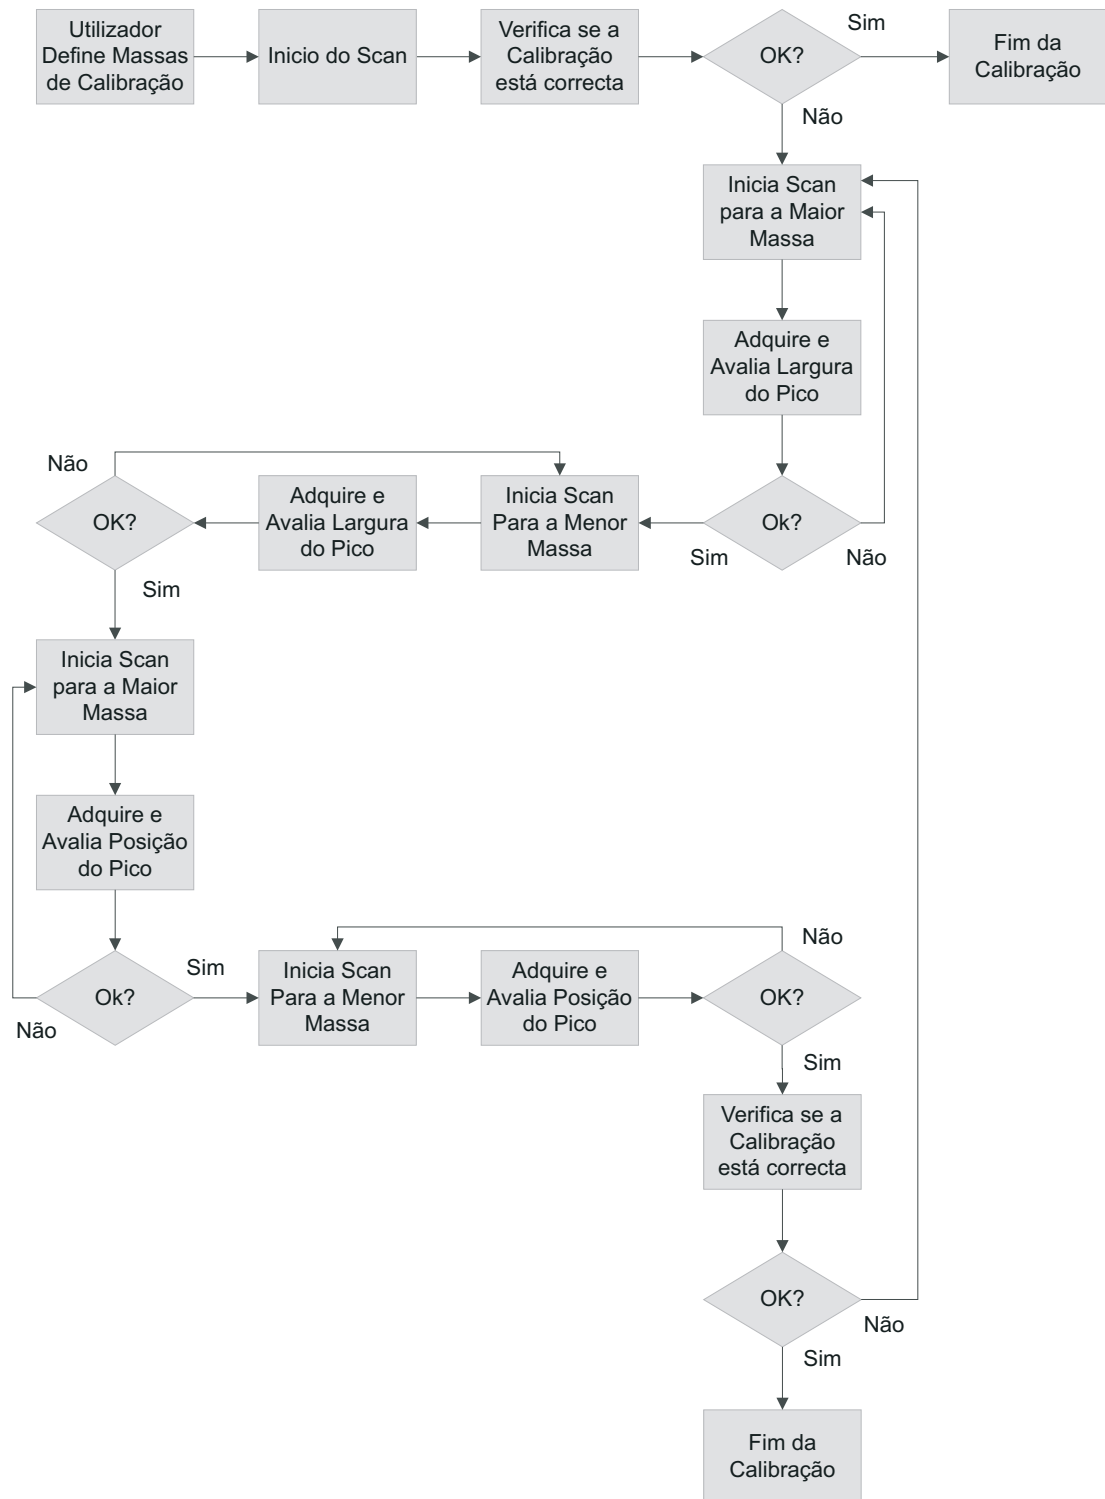 Utilizador
Define Massas
de Calibração
Inicio do Scan
Verifica se a
Calibração
está correcta
OK?
Sim
Fim da
Calibração
Não
Inicia Scan
para a Maior
Massa
Adquire e
Avalia Largura
do Pico
Ok?
Não
Sim
Inicia Scan
Para a Menor
Massa
Adquire e
Avalia Largura
do Pico
OK?
Não
Sim
Inicia Scan
para a Maior
Massa
Adquire e
Avalia Posição
do Pico
Ok?
Não
Sim
Inicia Scan
Para a Menor
Massa
Adquire e
Avalia Posição
do Pico
OK?
Não
Sim
Verifica se a
Calibração
está correcta
OK?
Não
Sim
Fim da
Calibração